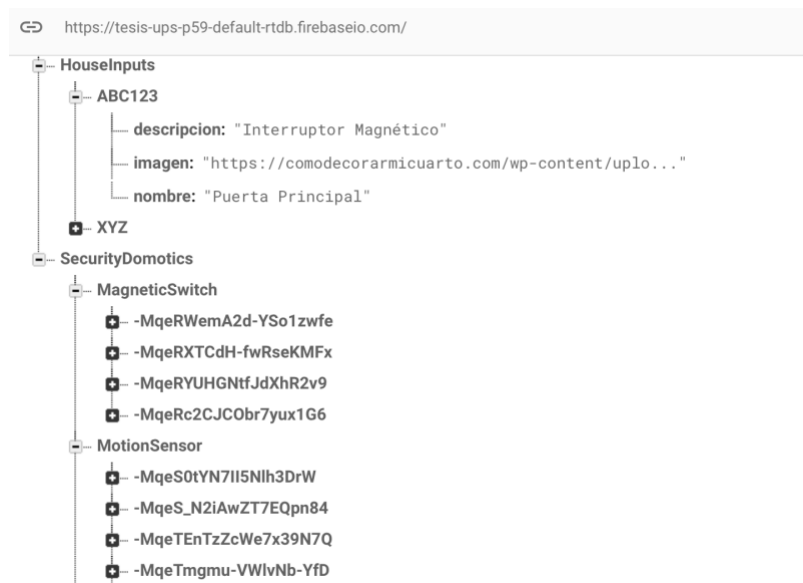 https://tesis-ups-p59-default-rtdb.firebaseio.com/
HouseInputs
ABC123
descripcion: "Interruptor Magnético"
imagen: "https://comodecorarmicuarto.com/wp-content/uplo..."
nombre: "Puerta Principal"
XYZ
SecurityDomotics
MagneticSwitch
-MqeRWemA2d-YSo1zwfe
-MqeRXTCdH-fwRseKMFx
-MqeRYUHGNtfJdXhR2v9
-MqeRc2CJCObr7yux1G6
MotionSensor
-MqeS0tYN7II5Nlh3DrW
-MqeS_N2iAwZT7EQpn84
-MqeTEnTzZcWe7x39N7Q
-MqeTmgmu-VWlvNb-YfD